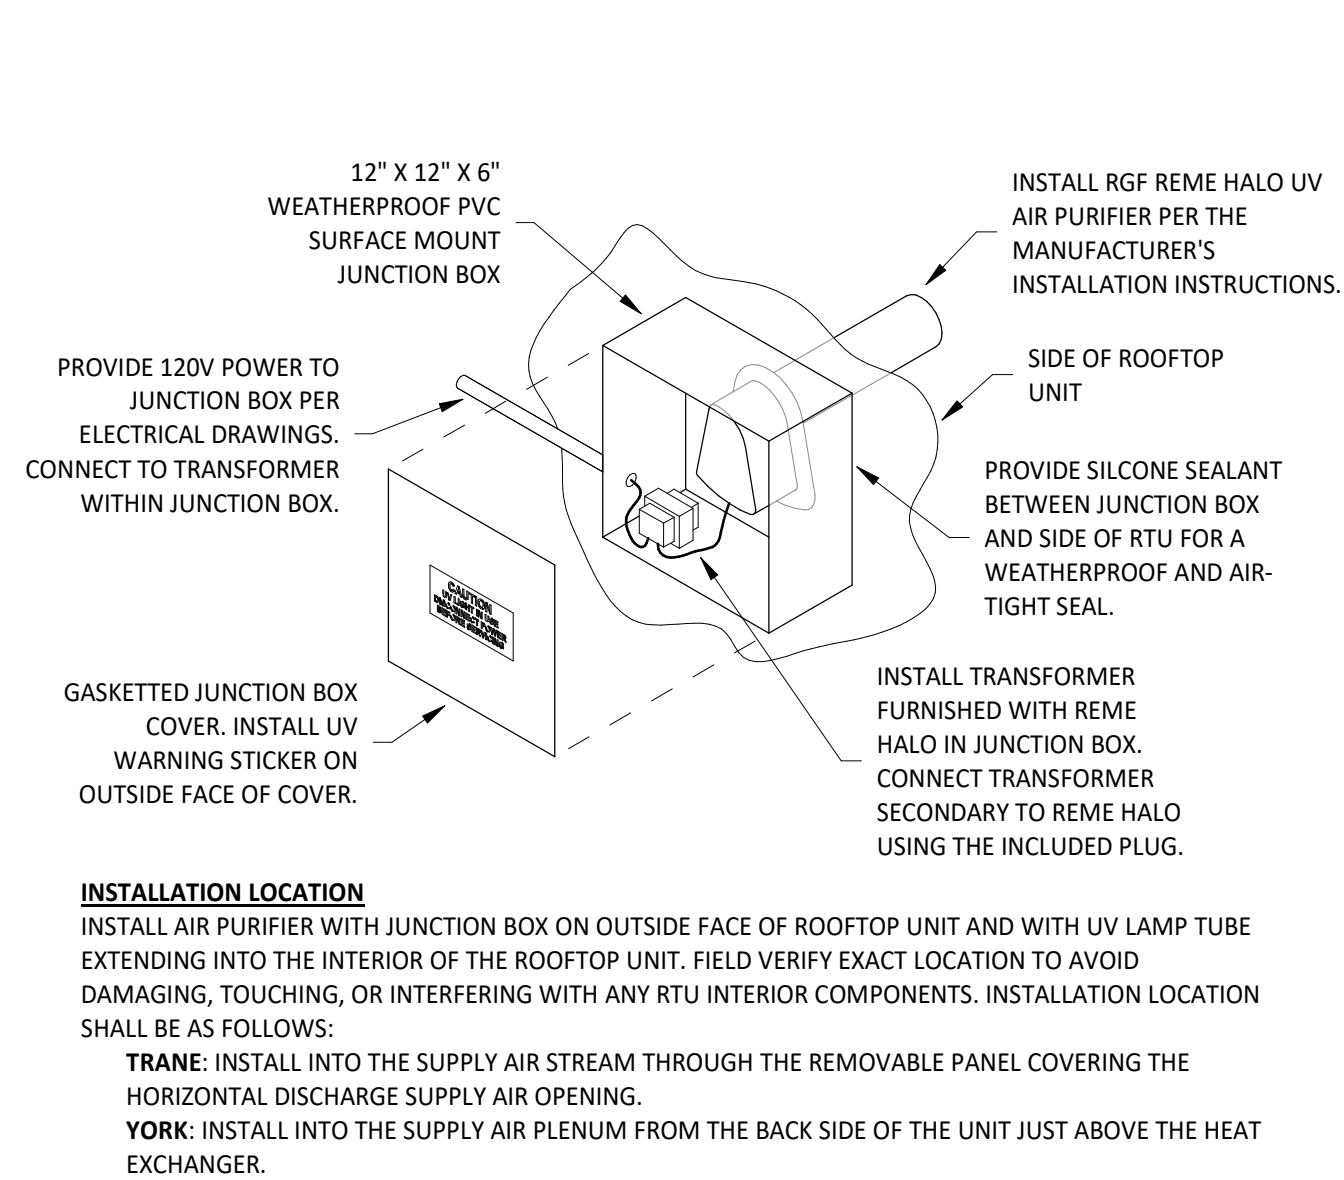 12" X 12" X 6"
WEATHERPROOF PVC
SURFACE MOUNT
JUNCTION BOX
INSTALL RGF REME HALO UV
AIR PURIFIER PER THE
MANUFACTURER'S
INSTALLATION INSTRUCTIONS.
PROVIDE 120V POWER TO
JUNCTION BOX PER
ELECTRICAL DRAWINGS.
CONNECT TO TRANSFORMER
WITHIN JUNCTION BOX.
SIDE OF ROOFTOP
UNIT
PROVIDE SILCONE SEALANT
BETWEEN JUNCTION BOX
AND SIDE OF RTU FOR A
WEATHERPROOF AND AIR-
TIGHT SEAL.
CAUTION
UV LIGHT IN USE
DISCONNECT POWER
BEFORE SERVICING
GASKETTED JUNCTION BOX
COVER. INSTALL UV
WARNING STICKER ON
OUTSIDE FACE OF COVER.
INSTALL TRANSFORMER
FURNISHED WITH REME
HALO IN JUNCTION BOX.
CONNECT TRANSFORMER
SECONDARY TO REME HALO
USING THE INCLUDED PLUG.
INSTALLATION LOCATION
INSTALL AIR PURIFIER WITH JUNCTION BOX ON OUTSIDE FACE OF ROOFTOP UNIT AND WITH UV LAMP TUBE
EXTENDING INTO THE INTERIOR OF THE ROOFTOP UNIT. FIELD VERIFY EXACT LOCATION TO AVOID
DAMAGING, TOUCHING, OR INTERFERING WITH ANY RTU INTERIOR COMPONENTS. INSTALLATION LOCATION
SHALL BE AS FOLLOWS:
TRANE: INSTALL INTO THE SUPPLY AIR STREAM THROUGH THE REMOVABLE PANEL COVERING THE
HORIZONTAL DISCHARGE SUPPLY AIR OPENING.
YORK: INSTALL INTO THE SUPPLY AIR PLENUM FROM THE BACK SIDE OF THE UNIT JUST ABOVE THE HEAT
EXCHANGER.